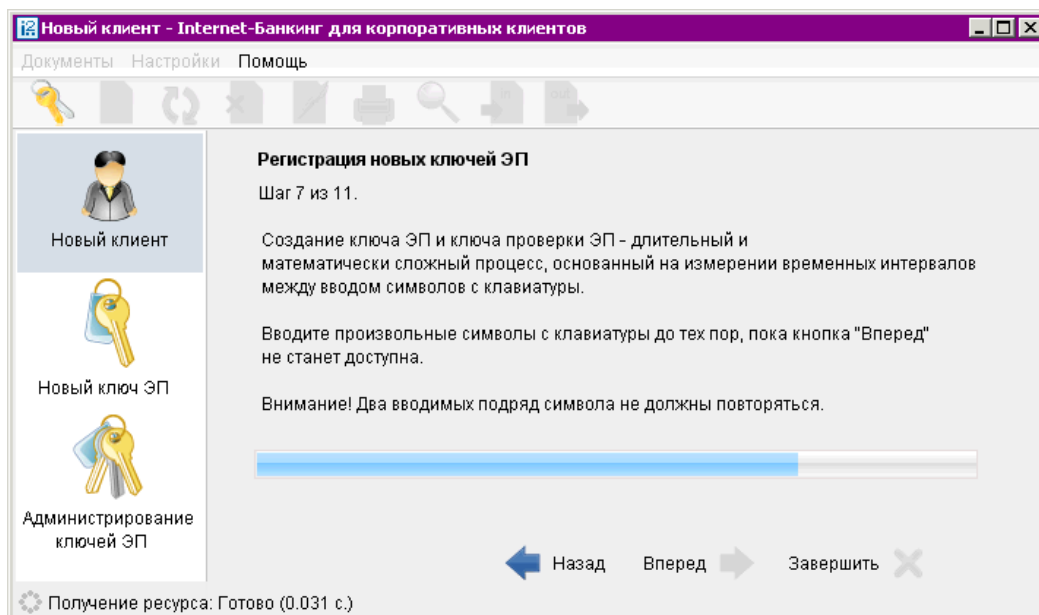 Новый клиент - Internet-Банкинг для корпоративных клиентов
Документы Настройки Помощь
in out
Новый клиент
Новый ключ ЭП
Администрирование
ключей ЭП
Регистрация новых ключей ЭП
Шаг 7 из 11.
Создание ключа ЭП и ключа проверки ЭП - длительный и
математически сложный процесс, основанный на измерении временных интервалов
между вводом символов с клавиатуры.
Вводите произвольные символы с клавиатуры до тех пор, пока кнопка "Вперед"
не станет доступна.
Внимание! Два вводимых подряд символа не должны повторяться.
Назад Вперед Завершить
Получение ресурса: Готово (0.031 с.)